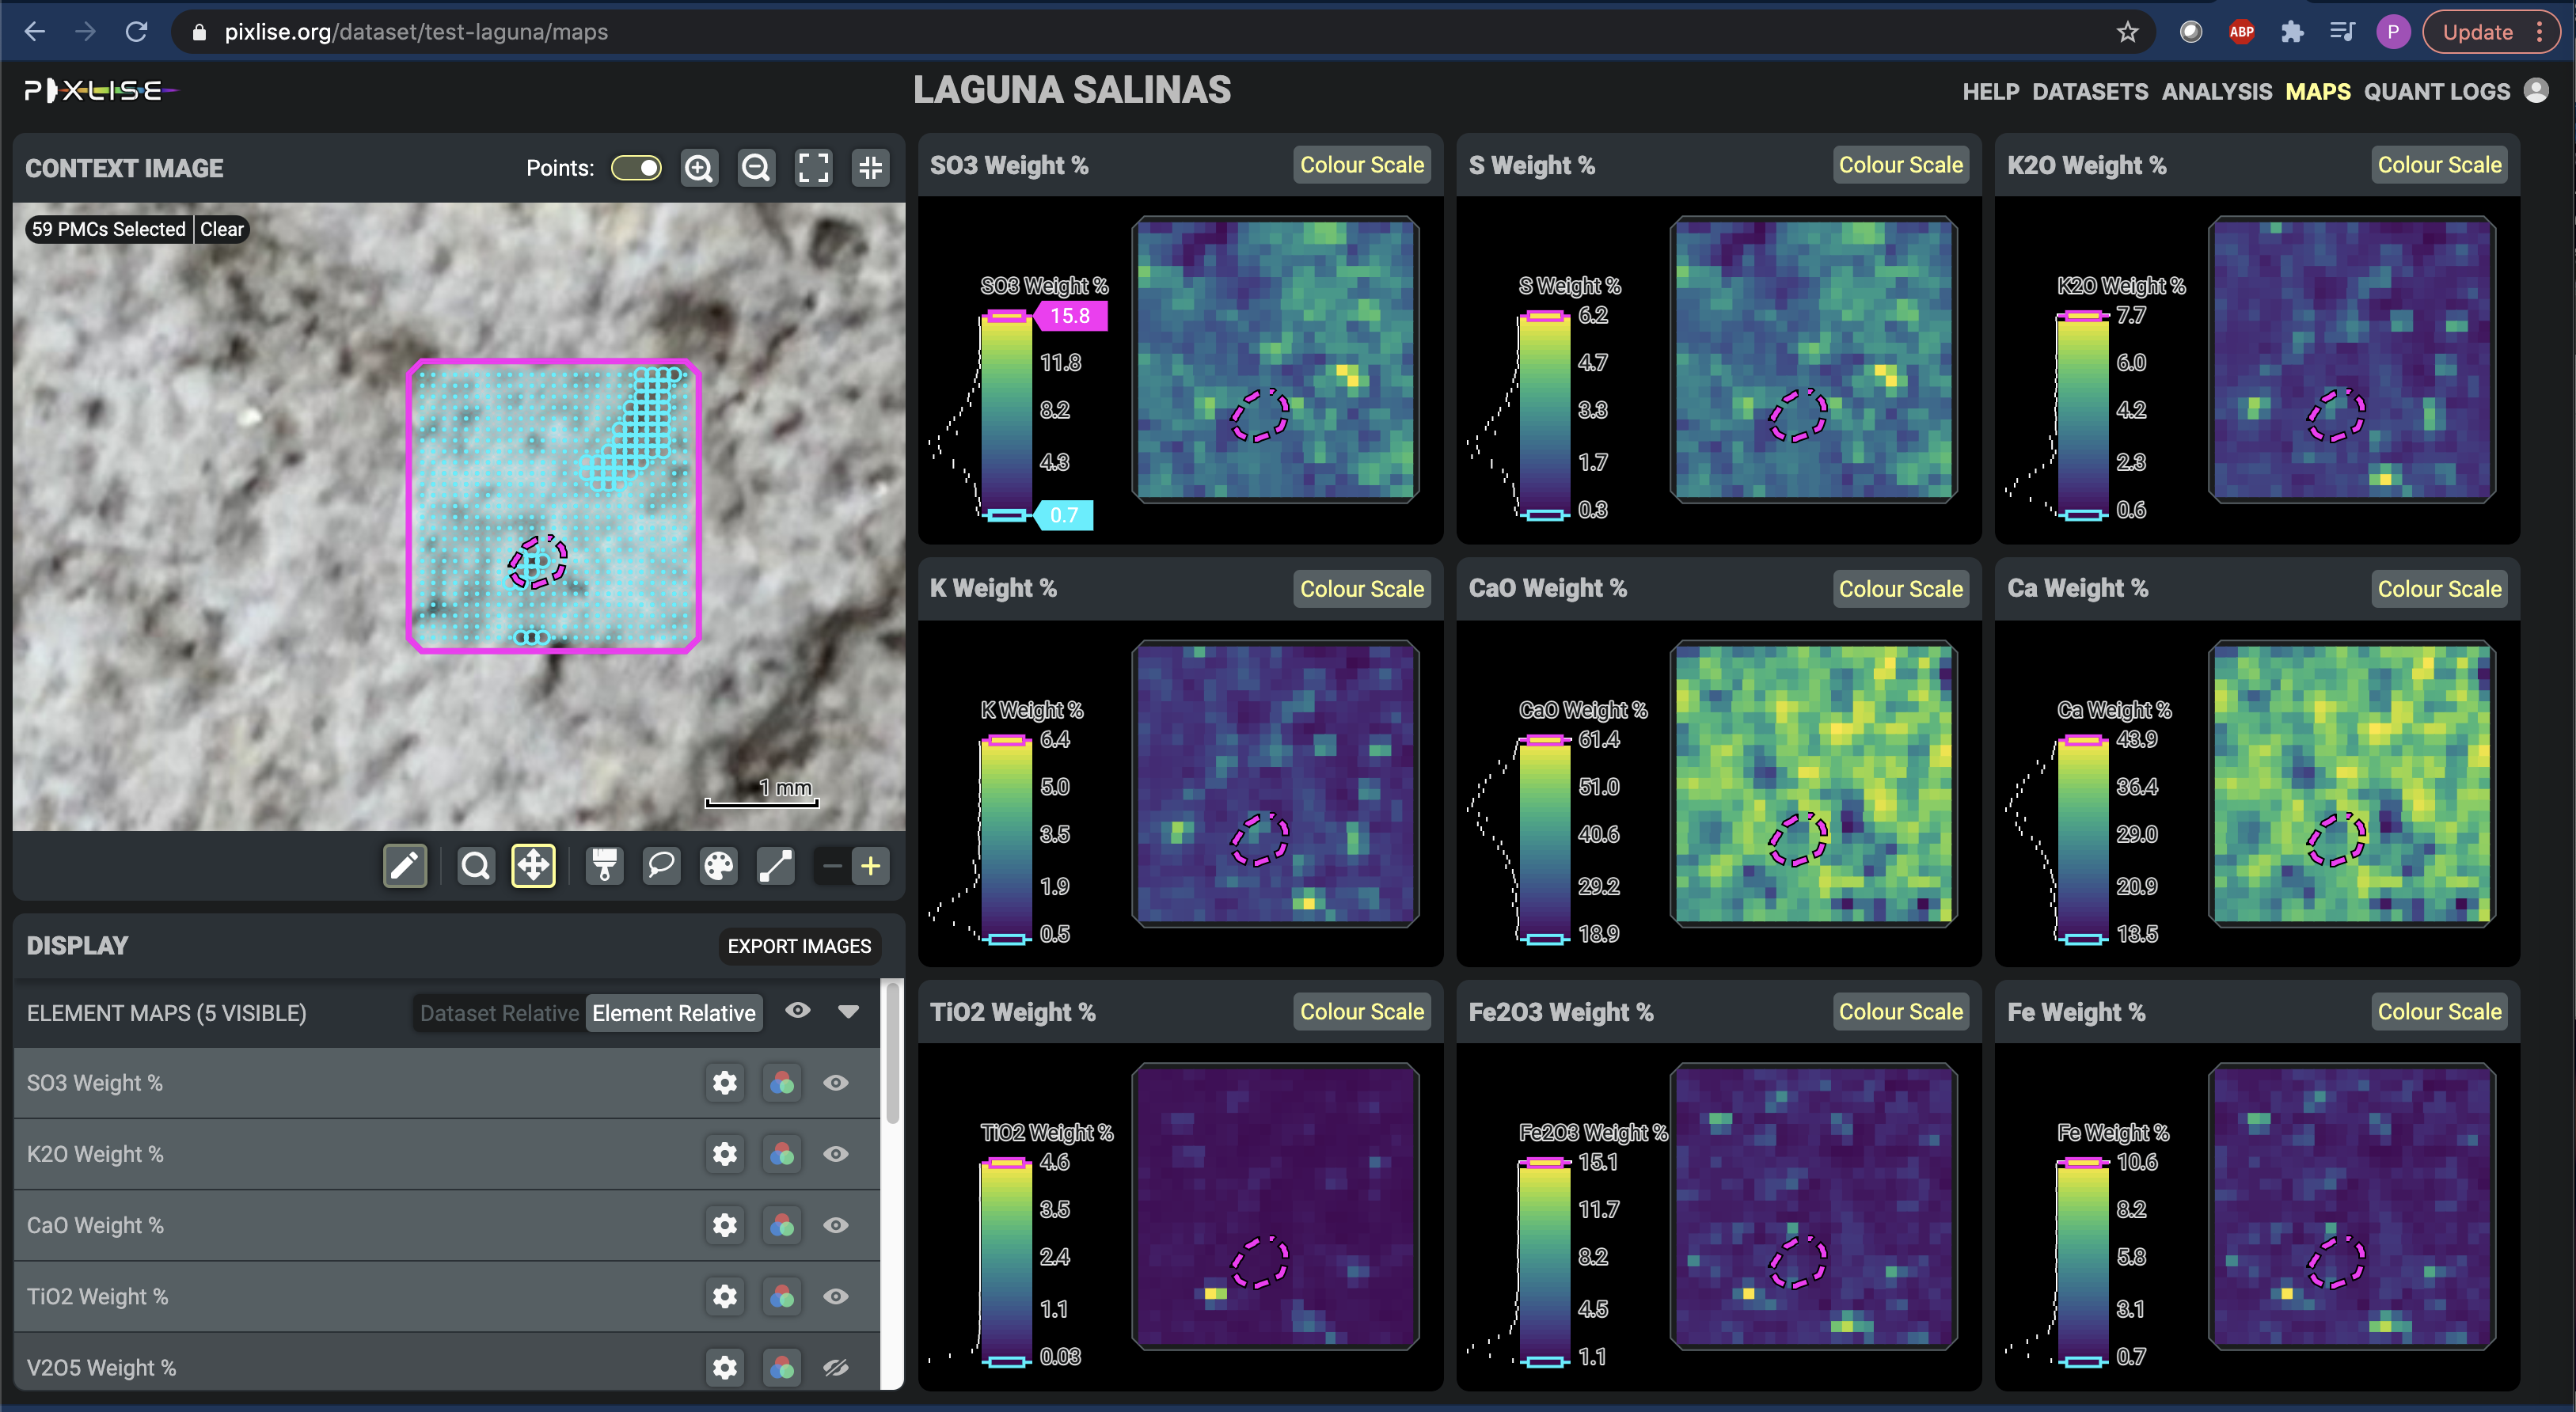 pixlise.org/dataset/test-laguna/maps
ABP
P
Update
PIXLISE
LAGUNA SALINAS
HELP DATASETS ANALYSIS MAPS QUANT LOGS
CONTEXT IMAGE
Points:
59 PMCs Selected | Clear
1 mm
DISPLAY
EXPORT IMAGES
ELEMENT MAPS (5 VISIBLE)
Dataset Relative Element Relative
SO3 Weight %
K2O Weight %
CaO Weight %
TiO2 Weight %
V2O5 Weight %
SO3 Weight %
Colour Scale
SO3 Weight %
15.8
11.8
8.2
4.3
0.7
S Weight %
Colour Scale
S Weight %
6.2
4.7
3.3
1.7
0.3
K2O Weight %
Colour Scale
K2O Weight %
7.7
6.0
4.2
2.3
0.6
K Weight %
Colour Scale
K Weight %
6.4
5.0
3.5
1.9
0.5
CaO Weight %
Colour Scale
CaO Weight %
61.4
51.0
40.6
29.2
18.9
Ca Weight %
Colour Scale
Ca Weight %
43.9
36.4
29.0
20.9
13.5
TiO2 Weight %
Colour Scale
TiO2 Weight %
4.6
3.5
2.4
1.1
0.03
Fe2O3 Weight %
Colour Scale
Fe2O3 Weight %
15.1
11.7
8.2
4.5
1.1
Fe Weight %
Colour Scale
Fe Weight %
10.6
8.2
5.8
3.1
0.7